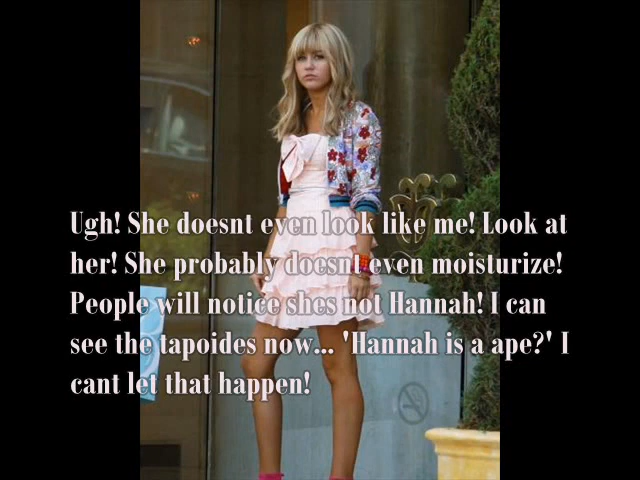 Ugh! She doesnt even look like me! Look at
her! She probably doesnt even moisturize!
People will notice shes not Hannah! I can
see the tapoides now... 'Hannah is a ape?' I
cant let that happen!